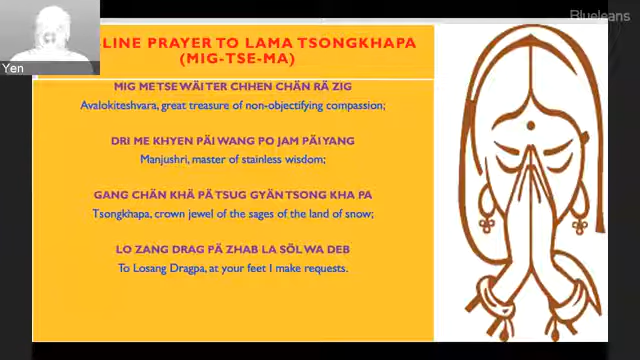 BlueJeans
Yen
LINE PRAYER TO LAMA TSONGKHAPA
(MIG-TSE-MA)
MIG METSE WÄI TER CHHEN CHÄN RÄ ZIG
Avalokiteshvara, great treasure of non-objectifying compassion;
DRI ME KHYEN PÄI WANG PO JAM PÄI YANG
Manjushri, master of stainless wisdom;
GANG CHÄN KHÄ PÄ TSUG GYÄN TSONG KHA PA
Tsongkhapa, crown jewel of the sages of the land of snow;
LO ZANG DRAG PÄ ZHAB LA SÖL WA DEB
To Losang Dragpa, at your feet I make requests.